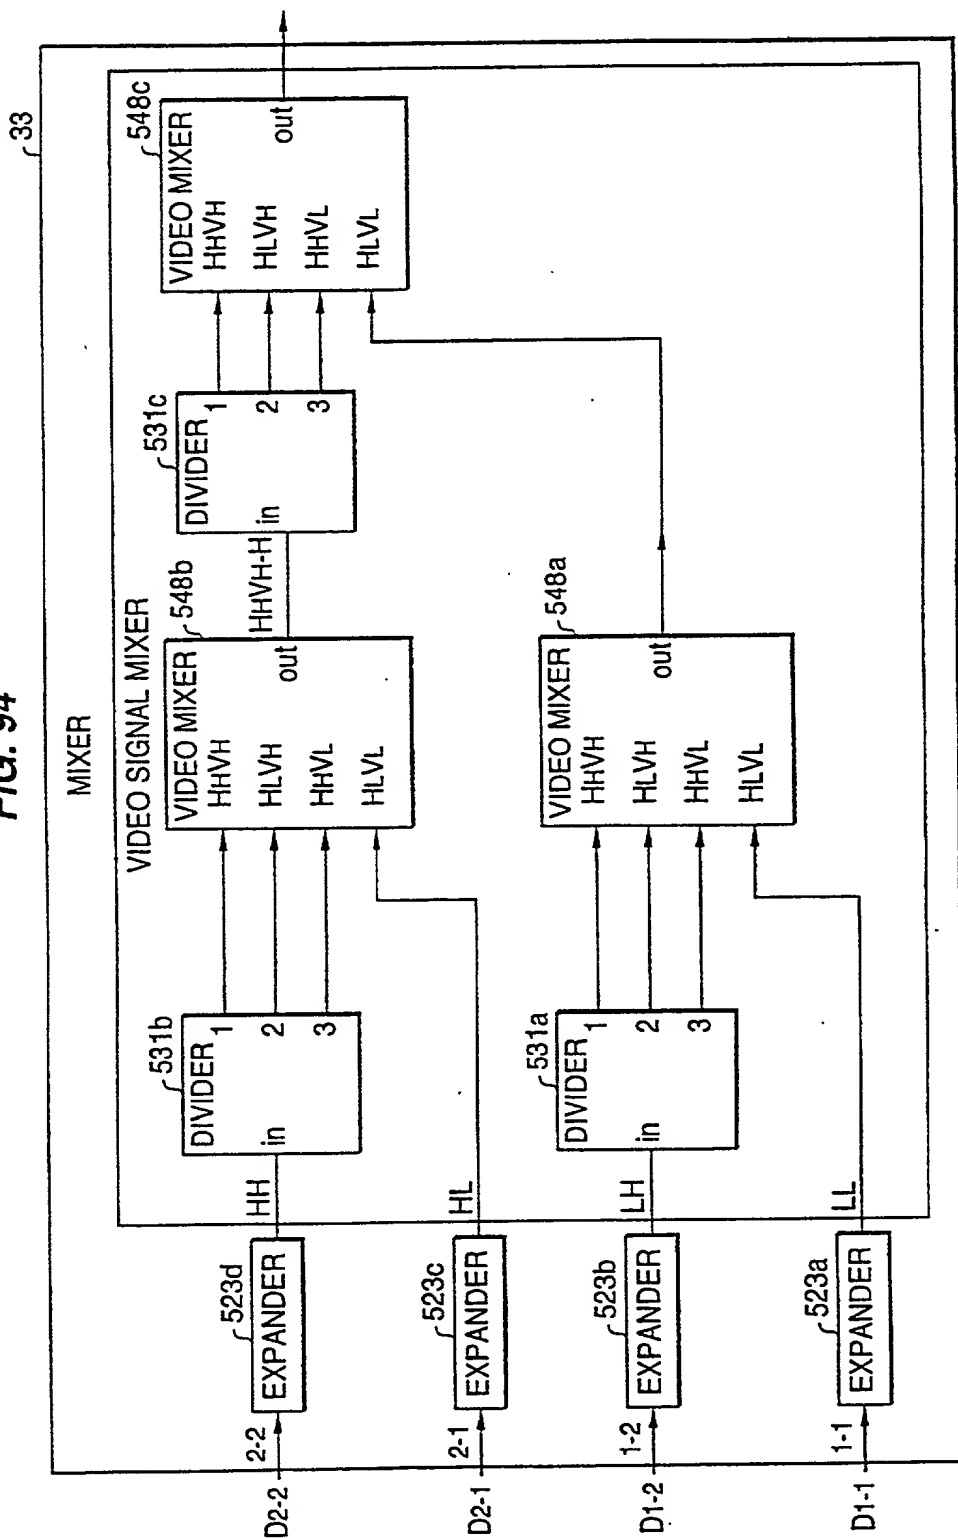 FIG. 94
33
MIXER
VIDEO SIGNAL MIXER
D2-2
2-2
EXPANDER
523d
HH
DIVIDER
531b
in
1
2
3
VIDEO MIXER
548b
HHVH
HLVH
HHVL
HLVL
out
HHVH-H
DIVIDER
531c
in
1
2
3
VIDEO MIXER
548c
HHVH
HLVH
HHVL
HLVL
out
D2-1
2-1
EXPANDER
523c
HL
D1-2
1-2
EXPANDER
523b
LH
DIVIDER
531a
in
1
2
3
VIDEO MIXER
548a
HHVH
HLVH
HHVL
HLVL
out
D1-1
1-1
EXPANDER
523a
LL